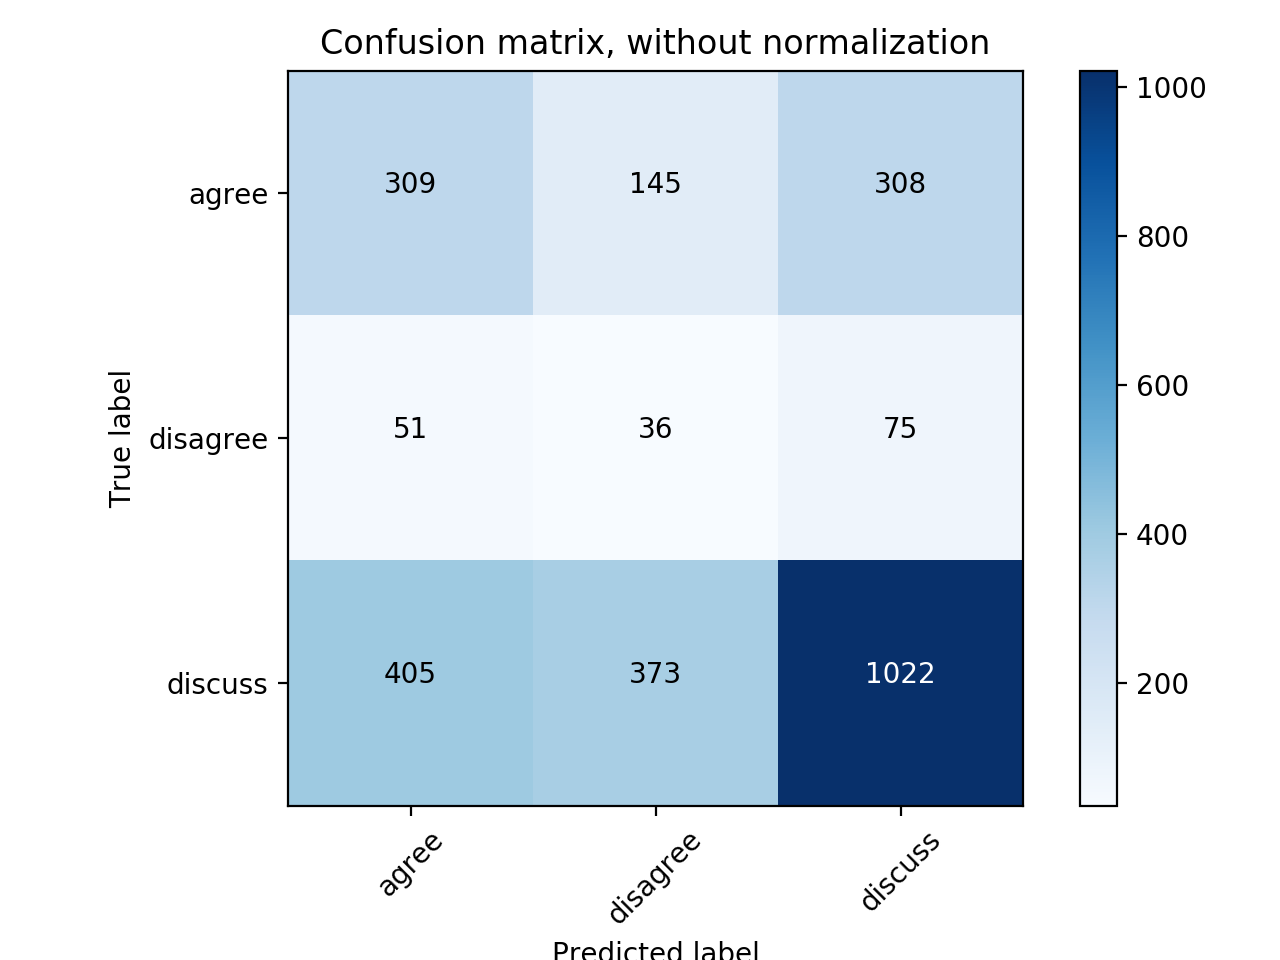 Confusion matrix, without normalization
agree
309 145 308
disagree
51 36 75
discuss
405 373 1022
True label
agree disagree discuss
Predicted label
1000
800
600
400
200